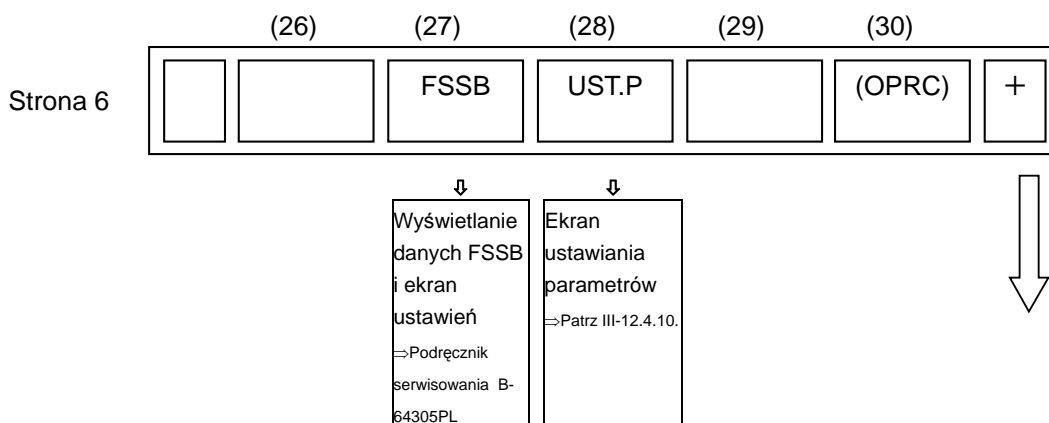 (26) (27) (28) (29) (30)
Strona 6
FSSB UST.P (OPRC) +
Wyświetlanie
danych FSSB
i ekran
ustawień
⇒Podręcznik
serwisowania B-
64305PL
Ekran
ustawiania
parametrów
⇒Patrz III-12.4.10.